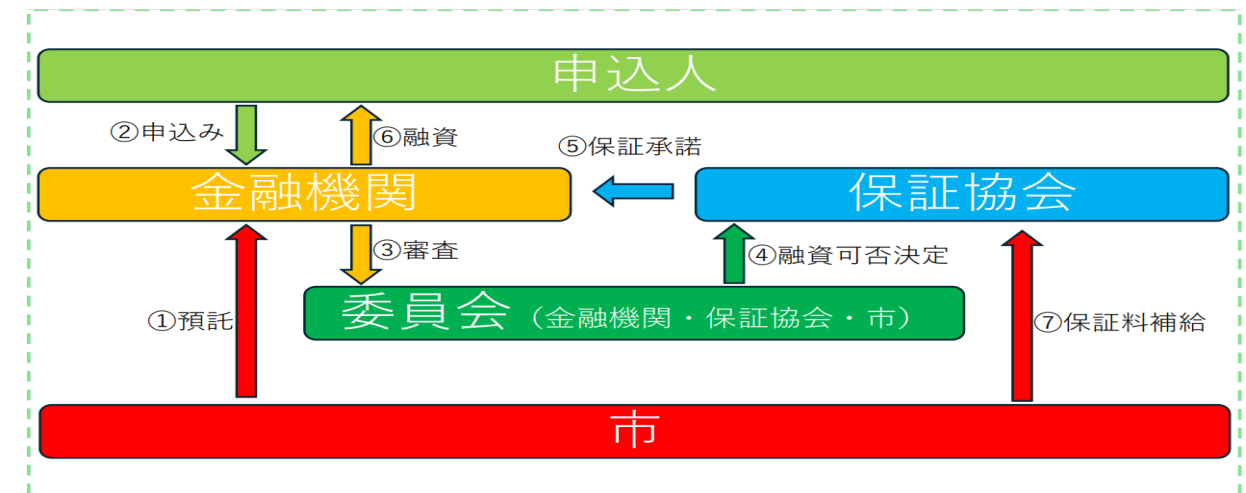 申込人
②申込み
⑥融資
⑤保証承諾
金融機関
保証協会
③審査
④融資可否決定
①預託
委員会（金融機関・保証協会・市）
⑦保証料補給
市